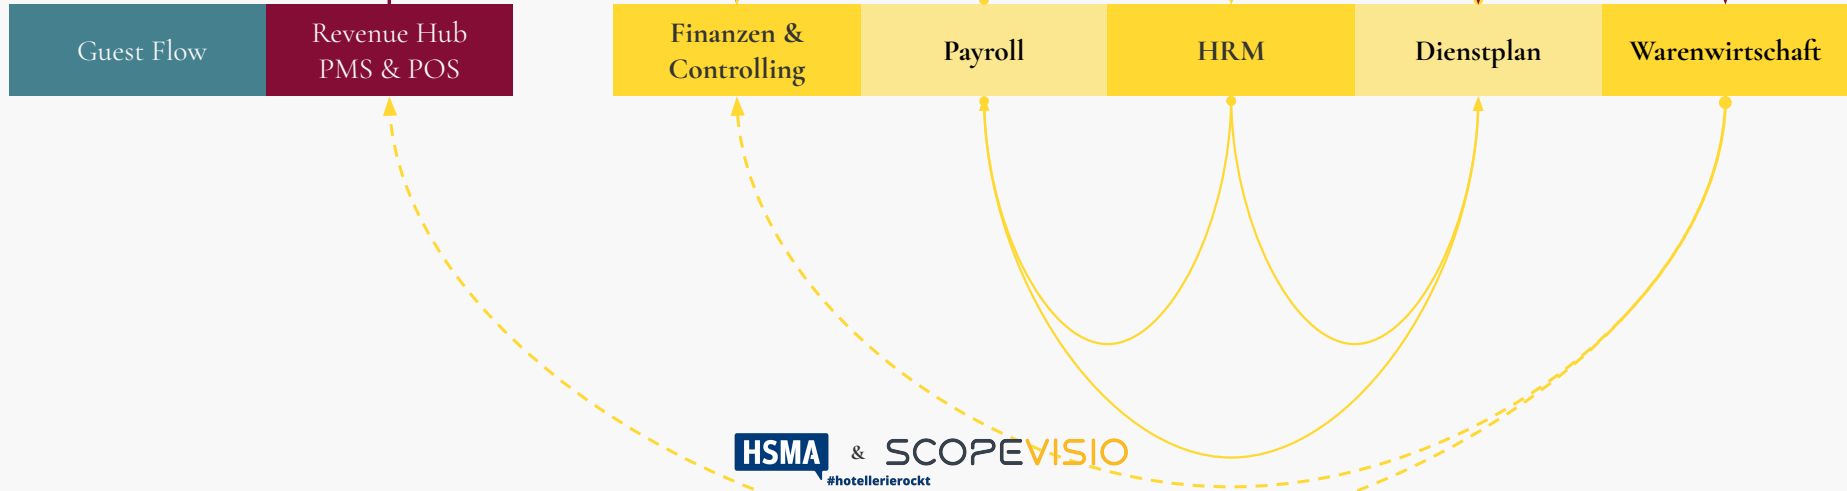 Guest Flow
Revenue Hub
PMS & POS
Finanzen &
Controlling
Payroll
HRM
Dienstplan
Warenwirtschaft
HSMA & SCOPEVISIO
#hotellerierockt